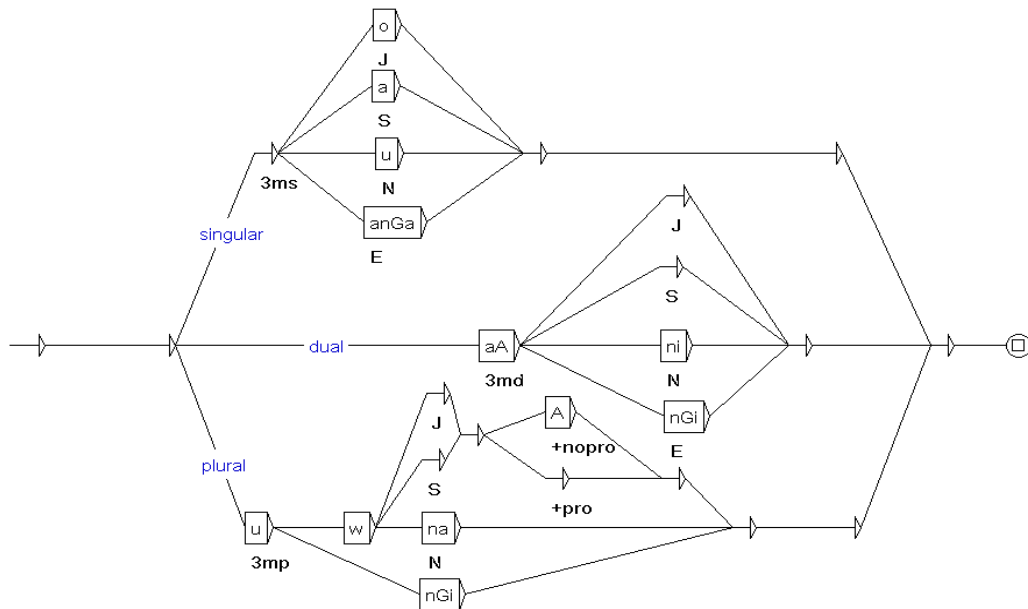 o
J
a
S
u
3ms
N
anGa
singular
E
J
S
dual
aA
ni
3md
N
J
A
nGi
+nopro
E
plural
S
+pro
u
w
na
3mp
N
nGi